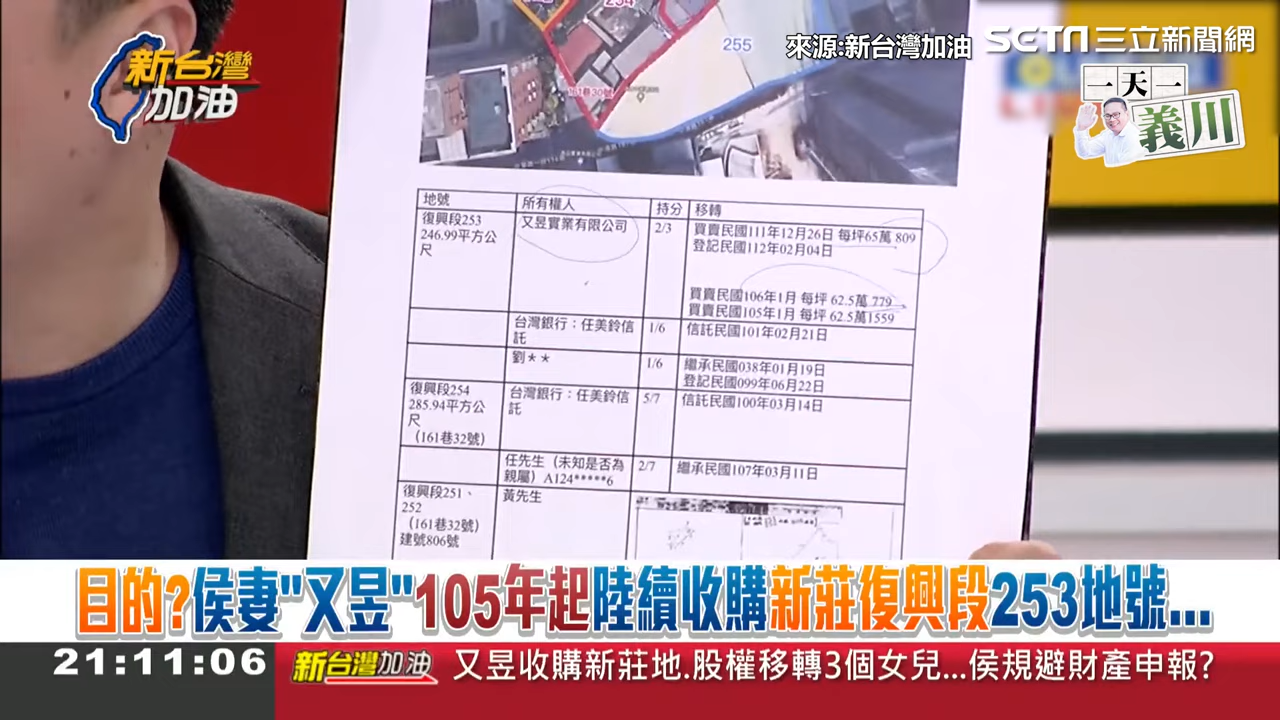 新台灣
加油
來源:新台灣加油
SETN三立新聞網
一天一
義川
254
255
161巷30號
地號
所有權人
持分
移轉
復興段253
246.99平方公
尺
又昱實業有限公司
2/3
買賣民國111年12月26日 每坪65萬 809
登記民國112年02月04日
買賣民國106年1月 每坪 62.5萬 779
買賣民國105年1月 每坪 62.5萬1559
台灣銀行：任美鈴信
託
1/6
信託民國101年02月21日
劉＊＊
1/6
繼承民國038年01月19日
登記民國099年06月22日
復興段254
285.94平方公
尺
（161巷32號）
台灣銀行：任美鈴信
託
5/7
信託民國100年03月14日
任先生（未知是否為
親屬）A124*****6
2/7
繼承民國107年03月11日
復興段251、
252
（161巷32號）
建號806號
黃先生
目的?侯妻"又昱"105年起陸續收購新莊復興段253地號...
21:11:06
新台灣加油
又昱收購新莊地.股權移轉3個女兒...侯規避財產申報?